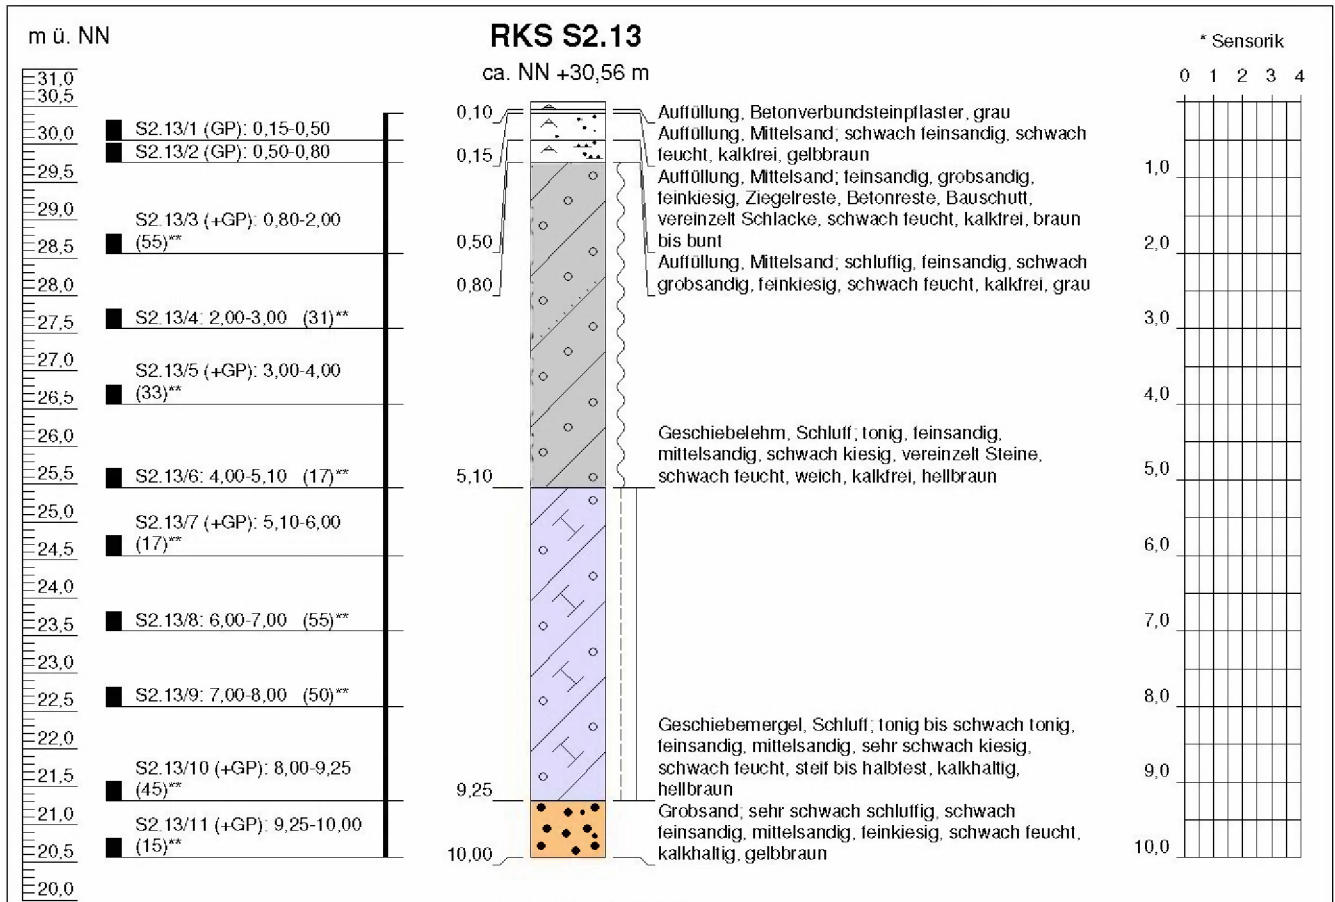 m ü. NN
RKS S2.13
ca. NN +30,56 m
* Sensorik
0 1 2 3 4
31,0
30,5
30,0
29,5
29,0
28,5
28,0
27,5
27,0
26,5
26,0
25,5
25,0
24,5
24,0
23,5
23,0
22,5
22,0
21,5
21,0
20,5
20,0
S2.13/1 (GP): 0,15-0,50
S2.13/2 (GP): 0,50-0,80
S2.13/3 (+GP): 0,80-2,00
(55)**
S2.13/4: 2,00-3,00 (31)**
S2.13/5 (+GP): 3,00-4,00
(33)**
S2.13/6: 4,00-5,10 (17)**
S2.13/7 (+GP): 5,10-6,00
(17)**
S2.13/8: 6,00-7,00 (55)**
S2.13/9: 7,00-8,00 (50)**
S2.13/10 (+GP): 8,00-9,25
(45)**
S2.13/11 (+GP): 9,25-10,00
(15)**
0,10
0,15
0,50
0,80
5,10
9,25
10,00
Auffüllung, Betonverbundsteinpflaster, grau
Auffüllung, Mittelsand; schwach feinsandig, schwach
feucht, kalkfrei, gelbbraun
Auffüllung, Mittelsand; feinsandig, grobsandig,
feinkiesig, Ziegelreste, Betonreste, Bauschutt,
vereinzelt Schlacke, schwach feucht, kalkfrei, braun
bis bunt
Auffüllung, Mittelsand; schluffig, feinsandig, schwach
grobsandig, feinkiesig, schwach feucht, kalkfrei, grau
Geschiebelehm, Schluff; tonig, feinsandig,
mittelsandig, schwach kiesig, vereinzelt Steine,
schwach feucht, weich, kalkfrei, hellbraun
Geschiebemergel, Schluff; tonig bis schwach tonig,
feinsandig, mittelsandig, sehr schwach kiesig,
schwach feucht, steif bis halbfest, kalkhaltig,
hellbraun
Grobsand; sehr schwach schluffig, schwach
feinsandig, mittelsandig, feinkiesig, schwach feucht,
kalkhaltig, gelbbraun
1,0
2,0
3,0
4,0
5,0
6,0
7,0
8,0
9,0
10,0